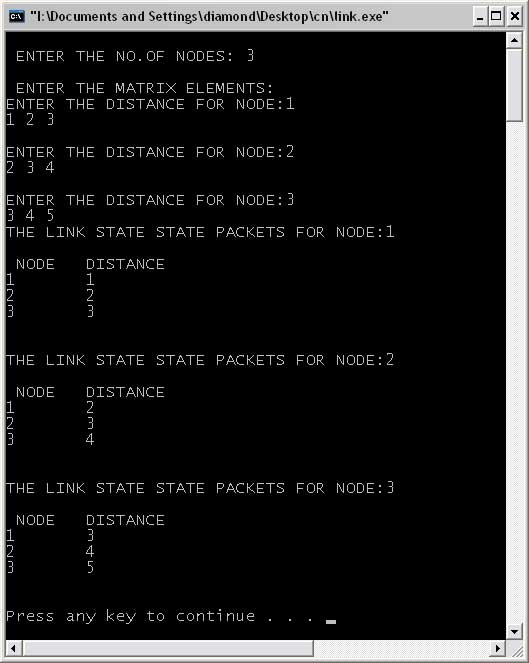 "I:\Documents and Settings\diamond\Desktop\cn\link.exe"
ENTER THE NO.OF NODES: 3
ENTER THE MATRIX ELEMENTS:
ENTER THE DISTANCE FOR NODE:1
1 2 3
ENTER THE DISTANCE FOR NODE:2
2 3 4
ENTER THE DISTANCE FOR NODE:3
3 4 5
THE LINK STATE STATE PACKETS FOR NODE:1
NODE DISTANCE
1 1
2 2
3 3
THE LINK STATE STATE PACKETS FOR NODE:2
NODE DISTANCE
1 2
2 3
3 4
THE LINK STATE STATE PACKETS FOR NODE:3
NODE DISTANCE
1 3
2 4
3 5
Press any key to continue . . . _